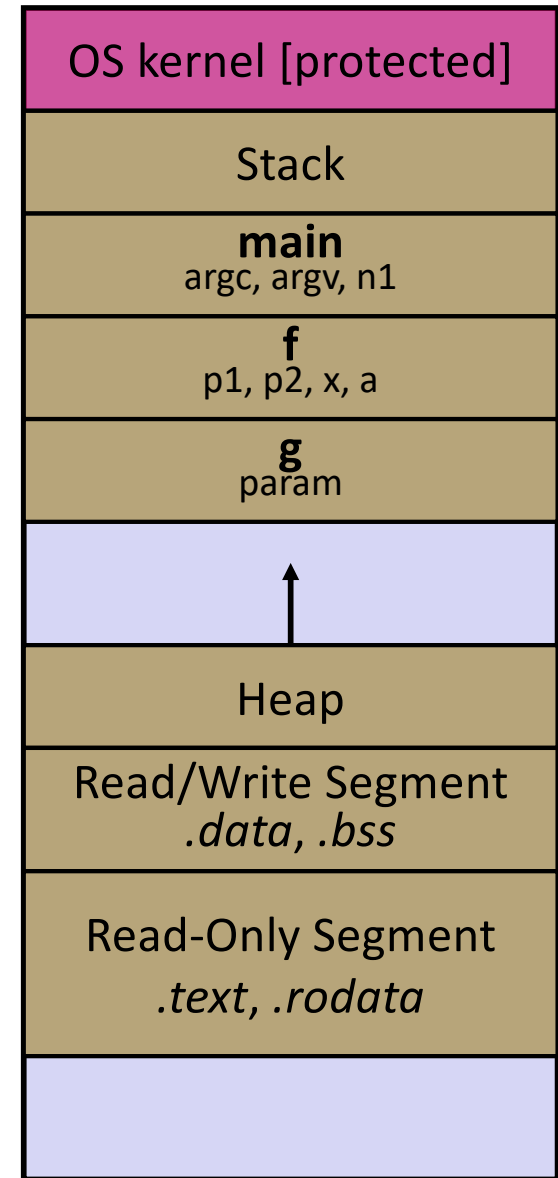 OS kernel [protected]
Stack
main
argc, argv, n1
f
p1, p2, x, a
g
param
Heap
Read/Write Segment
.data, .bss
Read-Only Segment
.text, .rodata